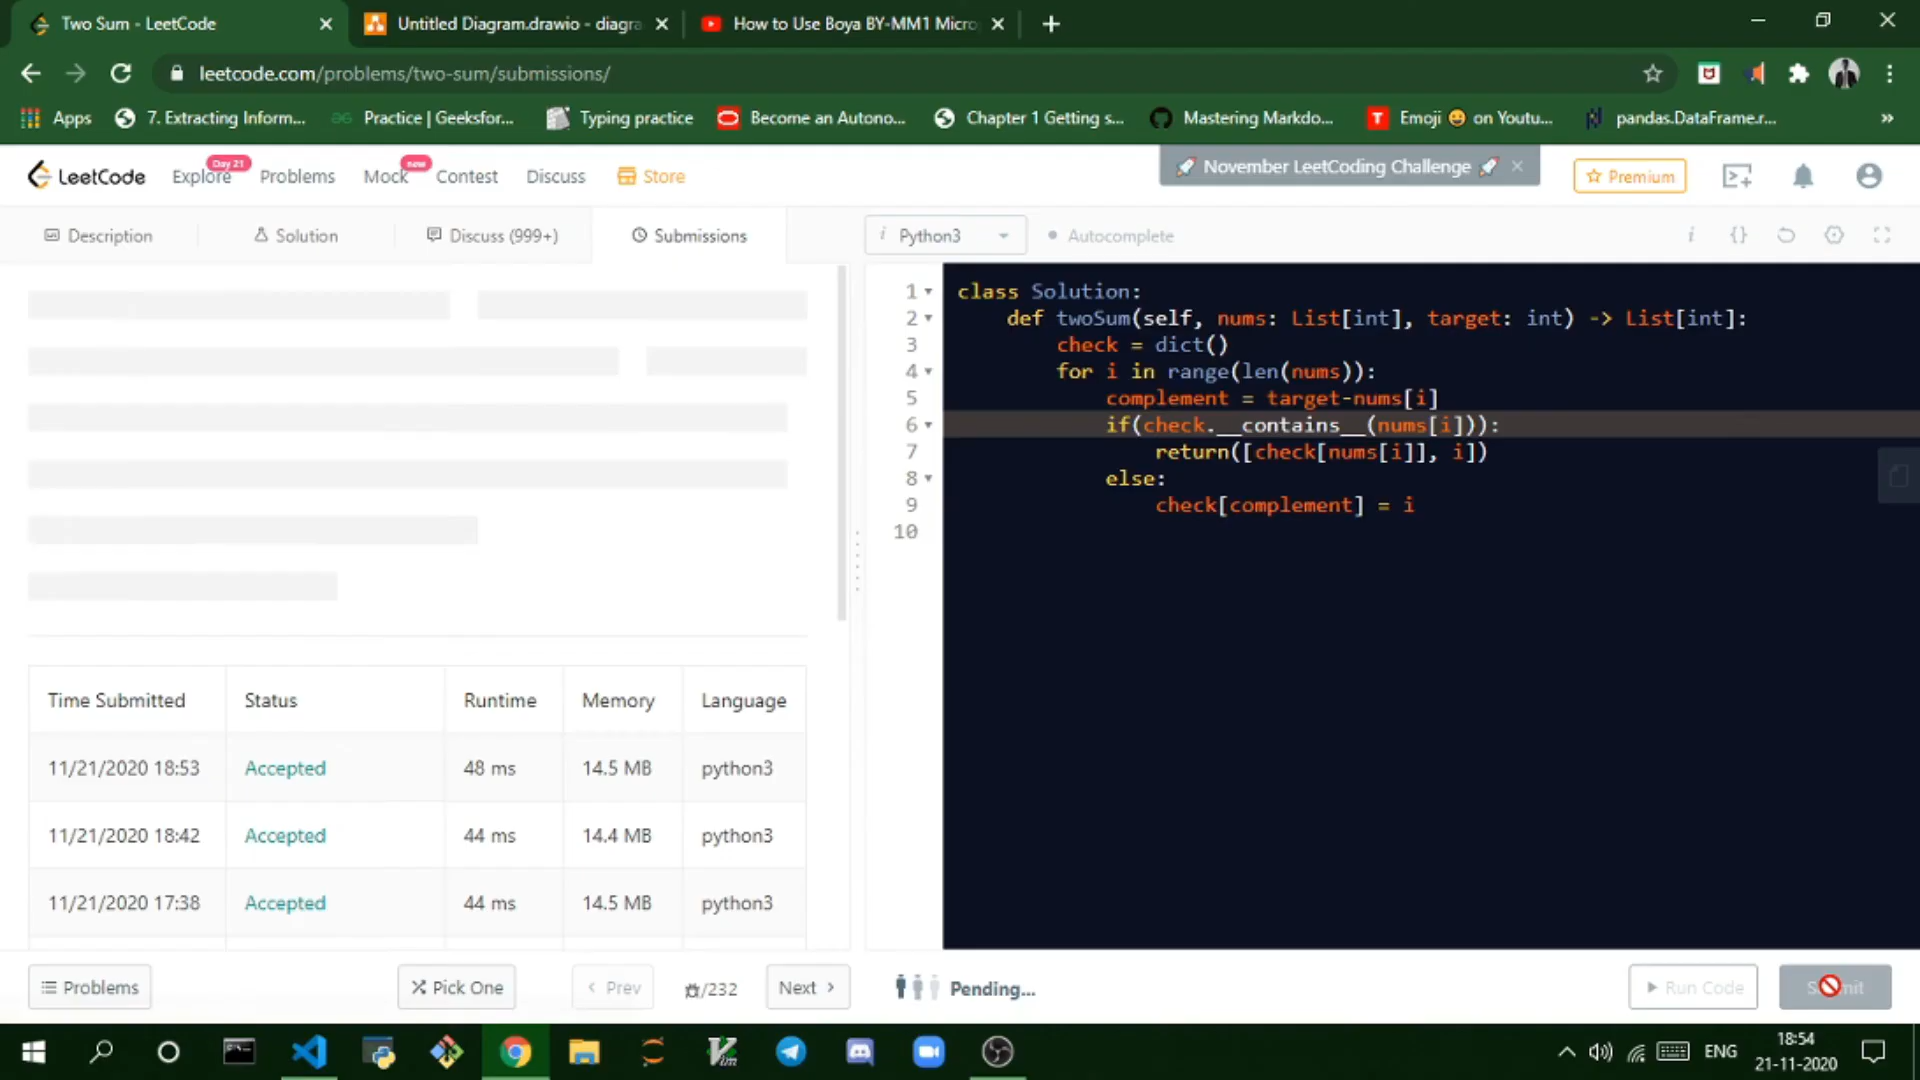 Two Sum - LeetCode
Untitled Diagram.drawio - diagra
How to Use Boya BY-MM1 Micro
leetcode.com/problems/two-sum/submissions/
Apps
7. Extracting Inform...
Practice | Geeksfor...
Typing practice
Become an Autono...
Chapter 1 Getting s...
Mastering Markdo...
Emoji 😀 on Youtu...
pandas.DataFrame.r...
»
LeetCode
Explore
Day 21
Problems
Mock
new
Contest
Discuss
Store
🚀 November LeetCoding Challenge 🚀
Premium
Description
Solution
Discuss (999+)
Submissions
i Python3
Autocomplete
i
{}
1 class Solution:
2 def twoSum(self, nums: List[int], target: int) -> List[int]:
3 check = dict()
4 for i in range(len(nums)):
5 complement = target-nums[i]
6 if(check.__contains__(nums[i])):
7 return([check[nums[i]], i])
8 else:
9 check[complement] = i
10
Time Submitted Status Runtime Memory Language
11/21/2020 18:53 Accepted 48 ms 14.5 MB python3
11/21/2020 18:42 Accepted 44 ms 14.4 MB python3
11/21/2020 17:38 Accepted 44 ms 14.5 MB python3
Problems
Pick One
Prev
/232
Next
Pending...
Run Code
ENG
18:54
21-11-2020